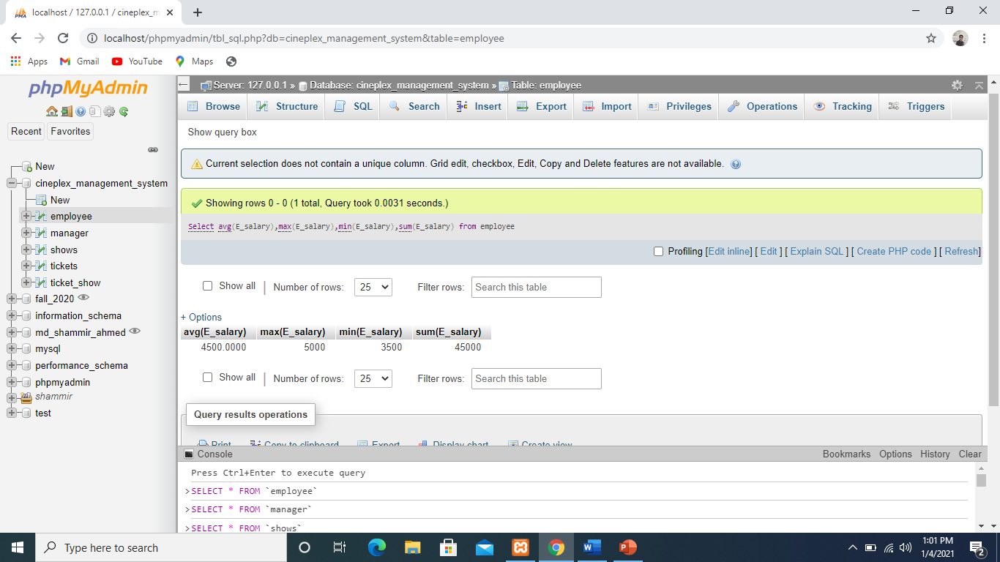 localhost / 127.0.0.1 / cineplex_m
localhost/phpmyadmin/tbl_sql.php?db=cineplex_management_system&table=employee
Apps Gmail YouTube Maps
phpMyAdmin
Recent Favorites
New
cineplex_management_system
New
employee
manager
shows
tickets
ticket_show
fall_2020
information_schema
md_shammir_ahmed
mysql
performance_schema
phpmyadmin
shammir
test
Server: 127.0.0.1 » Database: cineplex_management_system » Table: employee
Browse Structure SQL Search Insert Export Import Privileges Operations Tracking Triggers
Show query box
Current selection does not contain a unique column. Grid edit, checkbox, Edit, Copy and Delete features are not available.
Showing rows 0 - 0 (1 total, Query took 0.0031 seconds.)
Select avg(E_salary),max(E_salary),min(E_salary),sum(E_salary) from employee
Profiling [Edit inline] [ Edit ] [ Explain SQL ] [ Create PHP code ] [ Refresh]
Show all | Number of rows: 25 Filter rows: Search this table
+ Options
avg(E_salary) max(E_salary) min(E_salary) sum(E_salary)
4500.0000 5000 3500 45000
Show all | Number of rows: 25 Filter rows: Search this table
Query results operations
Print Copy to clipboard Export Display chart Create view
Console Bookmarks Options History Clear
Press Ctrl+Enter to execute query
>SELECT * FROM `employee`
>SELECT * FROM `manager`
>SELECT * FROM `shows`
Type here to search
1:01 PM
1/4/2021
2